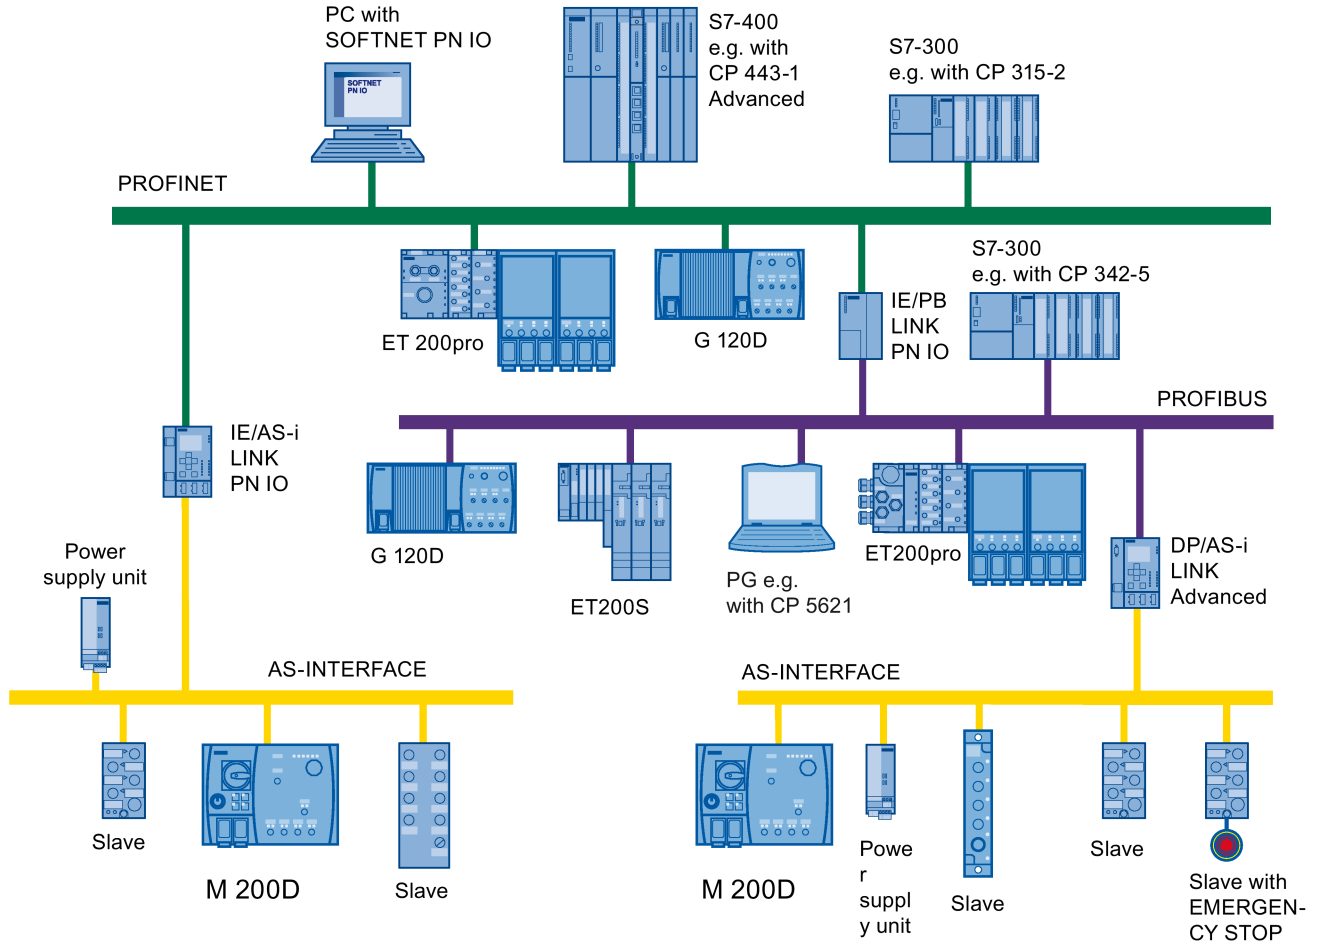 PC with
SOFTNET PN IO
SOFTNET
PN IO
S7-400
e.g. with
CP 443-1
Advanced
S7-300
e.g. with CP 315-2
PROFINET
ET 200pro
G 120D
IE/PB
LINK
PN IO
S7-300
e.g. with CP 342-5
PROFIBUS
IE/AS-i
LINK
PN IO
G 120D
ET200S
PG e.g.
with CP 5621
ET200pro
DP/AS-i
LINK
Advanced
Power
supply unit
AS-INTERFACE
AS-INTERFACE
Slave
M 200D
Slave
M 200D
Powe
r
suppl
y unit
Slave
Slave
Slave with
EMERGEN-
CY STOP